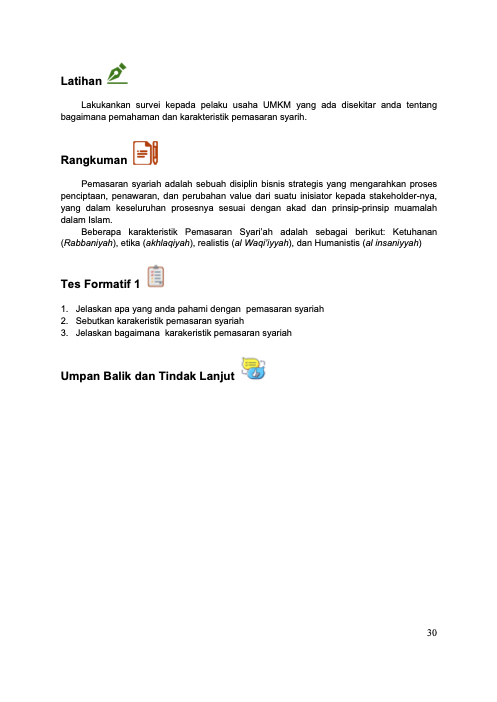 Latihan
Lakukankan survei kepada pelaku usaha UMKM yang ada disekitar anda tentang
bagaimana pemahaman dan karakteristik pemasaran syarih.
Rangkuman
Pemasaran syariah adalah sebuah disiplin bisnis strategis yang mengarahkan proses
penciptaan, penawaran, dan perubahan value dari suatu inisiator kepada stakeholder-nya,
yang dalam keseluruhan prosesnya sesuai dengan akad dan prinsip-prinsip muamalah
dalam Islam.
Beberapa karakteristik Pemasaran Syari'ah adalah sebagai berikut: Ketuhanan
(Rabbaniyah), etika (akhlaqiyah), realistis (al Waqi'iyyah), dan Humanistis (al insaniyyah)
Tes Formatif 1
1. Jelaskan apa yang anda pahami dengan pemasaran syariah
2. Sebutkan karakeristik pemasaran syariah
3. Jelaskan bagaimana karakeristik pemasaran syariah
Umpan Balik dan Tindak Lanjut
30